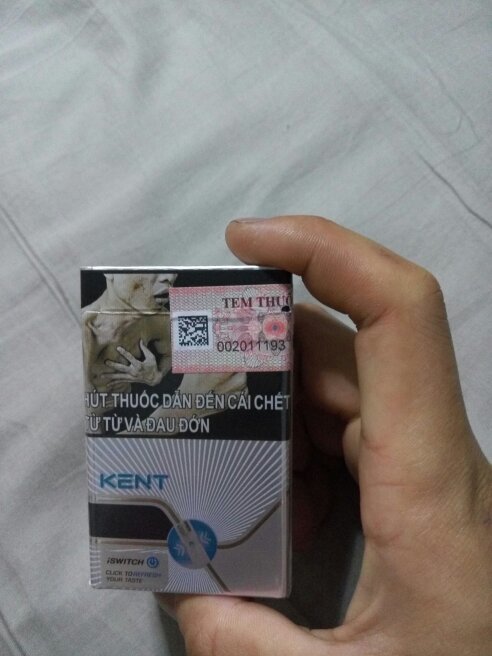 TEM THUỐ
002011193
HÚT THUỐC DẪN ĐẾN CÁI CHẾT
TỪ TỪ VÀ ĐAU ĐỚN
KENT
iSWITCH
CLICK TO REFRESH
YOUR TASTE